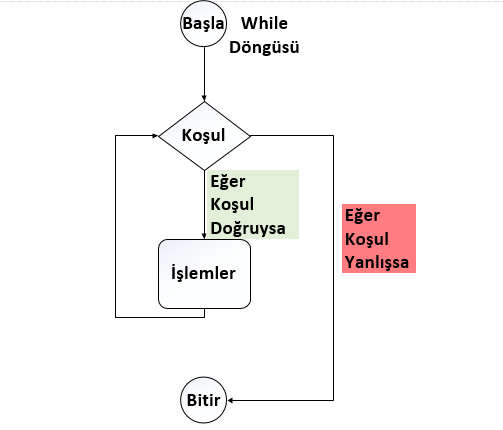 Başla
While
Döngüsü
Koşul
Eğer
Koşul
Doğruysa
Eğer
Koşul
Yanlışsa
İşlemler
Bitir